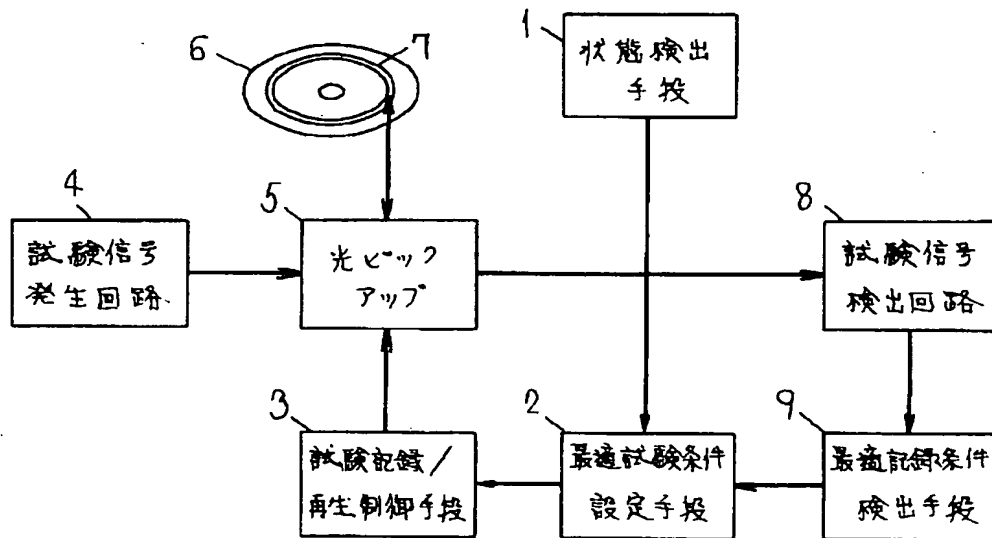 1
状態検出
手段
6
7
4
試験信号
発生回路
5
光ピック
アップ
8
試験信号
検出回路
3
試験記録/
再生制御手段
2
最適試験条件
設定手段
9
最適記録条件
検出手段